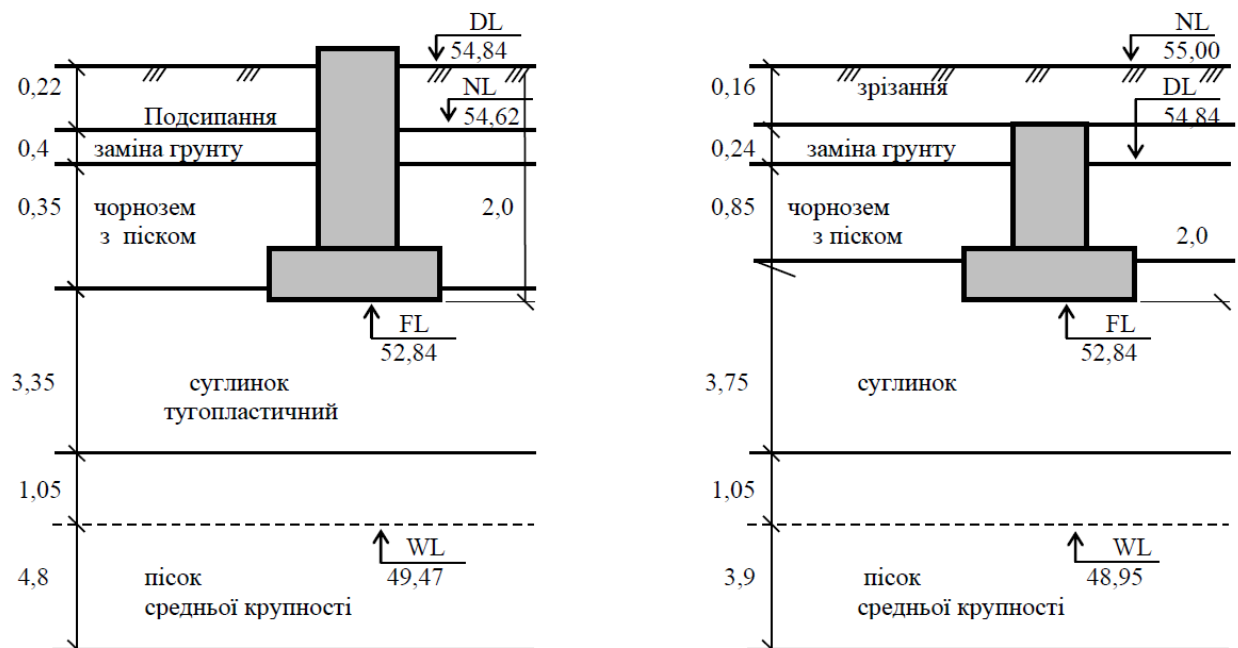 DL
54,84
0,22
NL
Подсипання
54,62
0,4
заміна грунту
0,35
чорнозем
з піском
2,0
FL
52,84
3,35
суглинок
тугопластичний
1,05
WL
49,47
4,8
пісок
средньої крупності
NL
55,00
0,16
зрізання
DL
54,84
0,24
заміна грунту
0,85
чорнозем
з піском
2,0
FL
52,84
3,75
суглинок
1,05
WL
48,95
3,9
пісок
средньої крупності